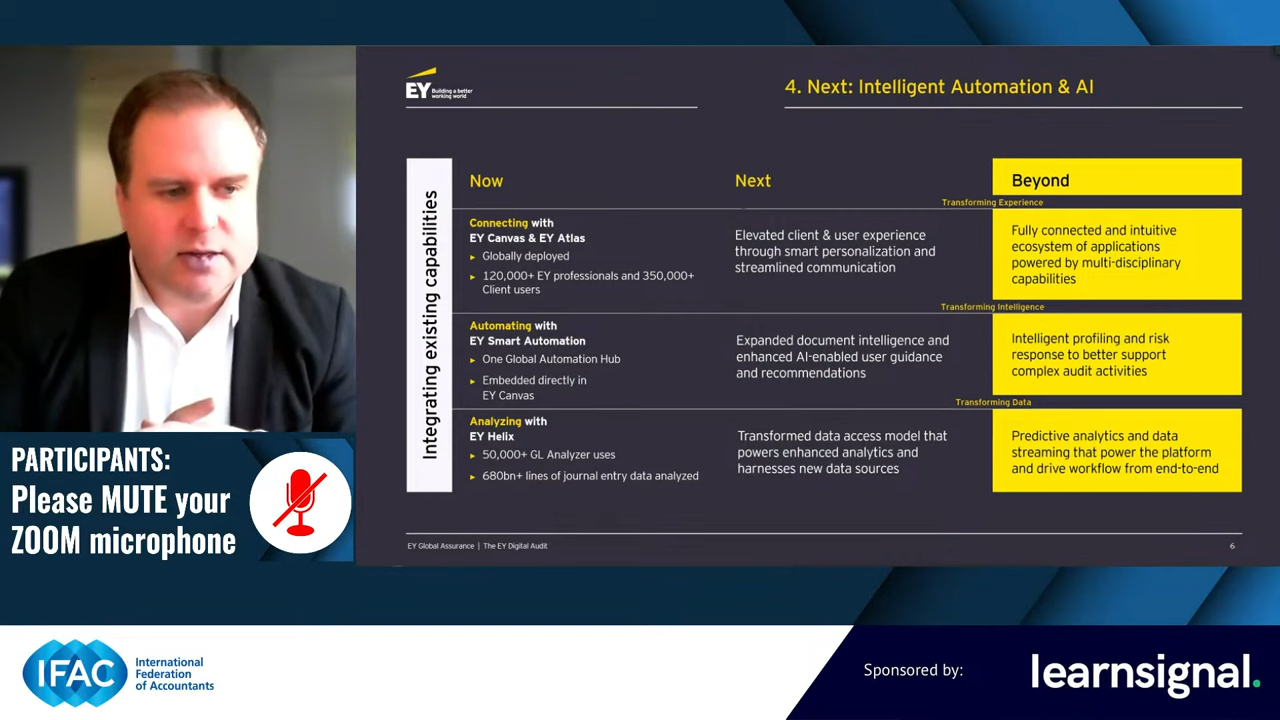 EY
Building a better
working world
4. Next: Intelligent Automation & AI
Integrating existing capabilities
Now
Next
Beyond
Transforming Experience
Connecting with
EY Canvas & EY Atlas
▸ Globally deployed
▸ 120,000+ EY professionals and 350,000+
Client users
Elevated client & user experience
through smart personalization and
streamlined communication
Fully connected and intuitive
ecosystem of applications
powered by multi-disciplinary
capabilities
Transforming Intelligence
Automating with
EY Smart Automation
▸ One Global Automation Hub
▸ Embedded directly in
EY Canvas
Expanded document intelligence and
enhanced AI-enabled user guidance
and recommendations
Intelligent profiling and risk
response to better support
complex audit activities
Transforming Data
Analyzing with
EY Helix
▸ 50,000+ GL Analyzer uses
▸ 680bn+ lines of journal entry data analyzed
Transformed data access model that
powers enhanced analytics and
harnesses new data sources
Predictive analytics and data
streaming that power the platform
and drive workflow from end-to-end
EY Global Assurance | The EY Digital Audit
6
PARTICIPANTS:
Please MUTE your
ZOOM microphone
IFAC
International
Federation
of Accountants
Sponsored by:
learnsignal.